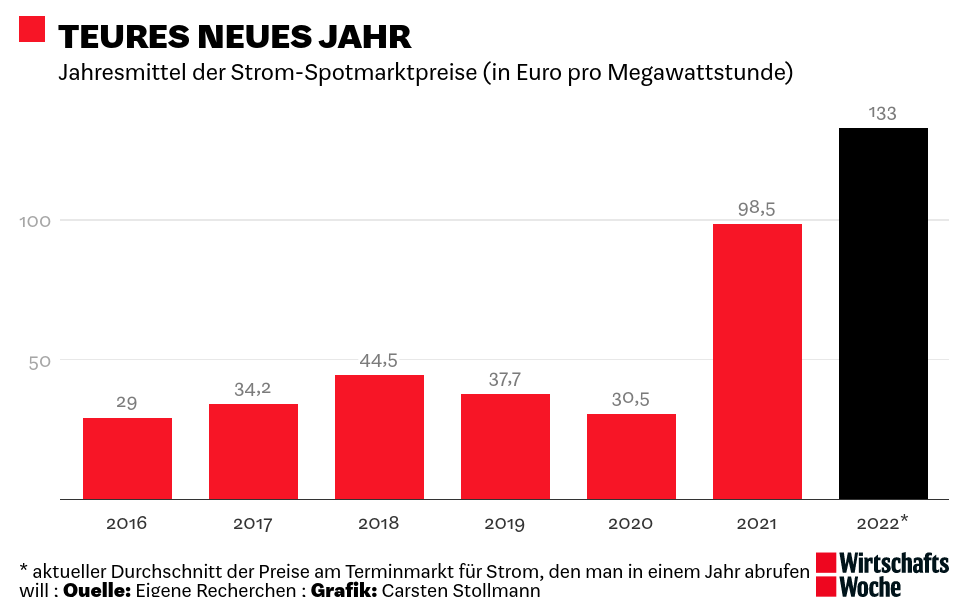 TEURES NEUES JAHR
Jahresmittel der Strom-Spotmarktpreise (in Euro pro Megawattstunde)
133
100
98,5
50
44,5
37,7
34,2
30,5
29
2016 2017 2018 2019 2020 2021 2022*
* aktueller Durchschnitt der Preise am Terminmarkt für Strom, den man in einem Jahr abrufen
will ; Quelle: Eigene Recherchen ; Grafik: Carsten Stollmann
Wirtschafts
Woche